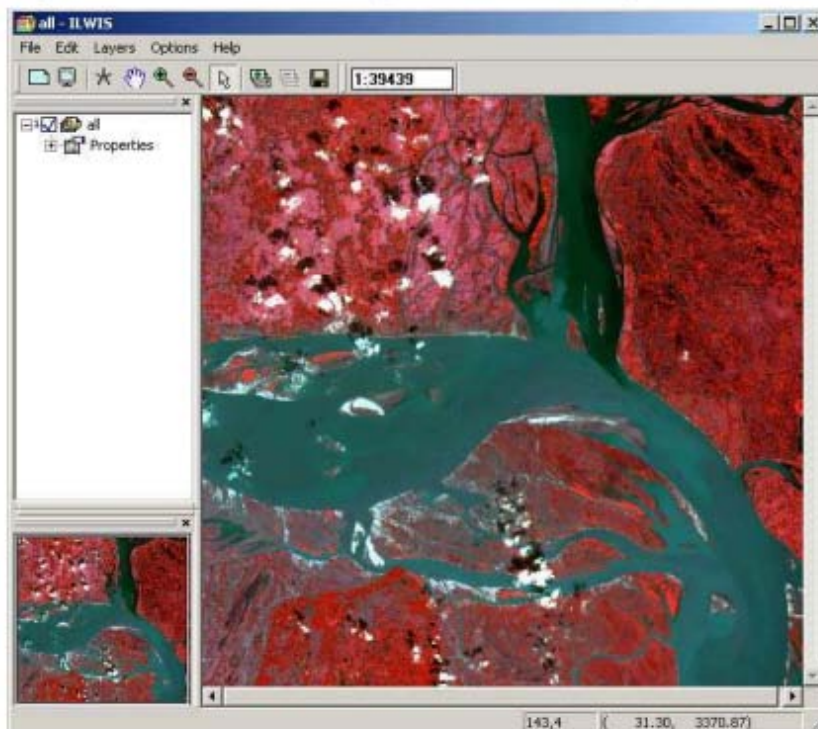 all - ILWIS
File Edit Layers Options Help
1:39439
all
Properties
143,4 ( 31.30, 3370.87)